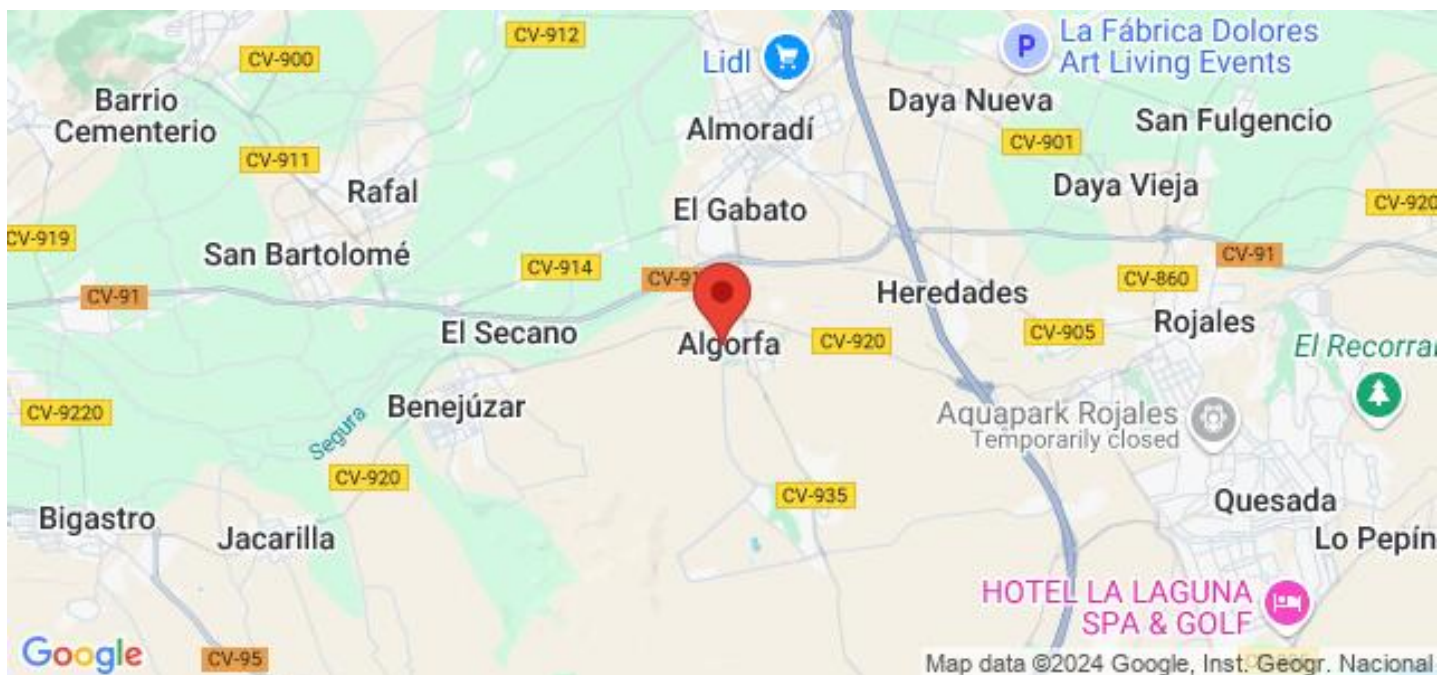 CV-912
La Fábrica Dolores
Art Living Events
CV-900
Lidl
Barrio
Cementerio
Daya Nueva
San Fulgencio
Almoradí
CV-901
CV-911
Rafal
Daya Vieja
El Gabato
CV-920
CV-919
San Bartolomé
CV-914
CV-91
CV-91
CV-860
CV-91
Heredades
El Secano
Algorfa
CV-920
CV-905
Rojales
El Recorral
Benejúzar
CV-9220
Segura
Aquapark Rojales
Temporarily closed
CV-920
CV-935
Quesada
Bigastro
Jacarilla
Lo Pepín
HOTEL LA LAGUNA
SPA & GOLF
Google
CV-95
Map data ©2024 Google, Inst. Geogr. Nacional